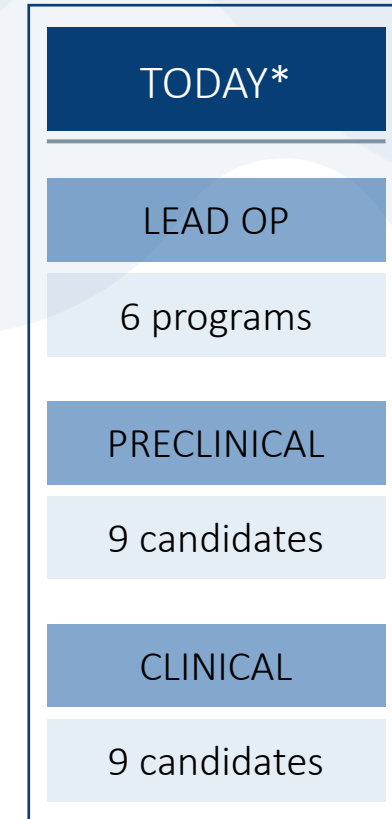 TODAY*
LEAD OP
6 programs
PRECLINICAL
9 candidates
CLINICAL
9 candidates